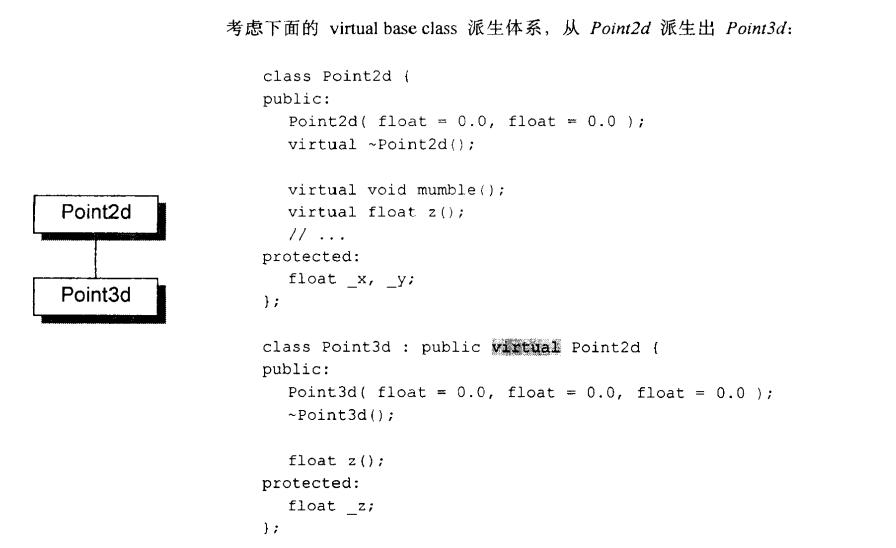 考虑下面的 virtual base class 派生体系，从 Point2d 派生出 Point3d：
class Point2d {
public:
Point2d( float = 0.0, float = 0.0 );
virtual ~Point2d();
virtual void mumble();
virtual float z();
// ...
protected:
float _x, _y;
};
class Point3d : public virtual Point2d {
public:
Point3d( float = 0.0, float = 0.0, float = 0.0 );
~Point3d();
float z();
protected:
float _z;
};
Point2d
Point3d